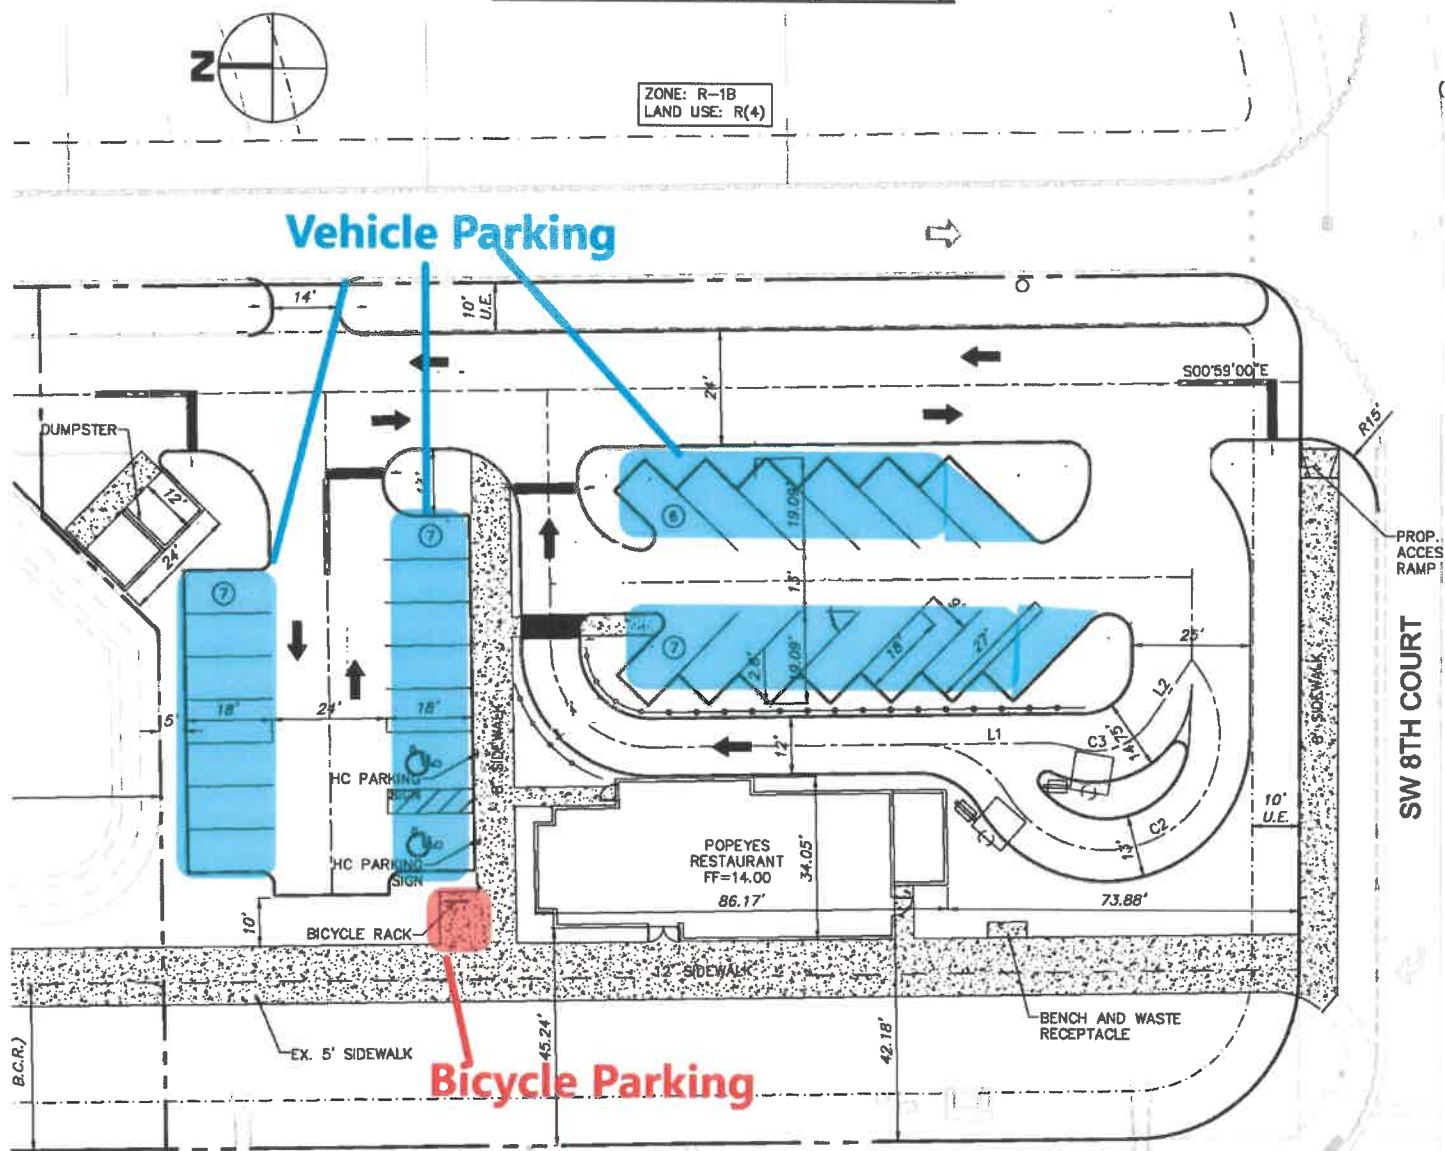 N
ZONE: R-1B
LAND USE: R(4)
Vehicle Parking
14'
10'
U.E.
24'
S00°59'00"E
R15'
DUMPSTER
12'
24'
7
7
6
19.09'
13'
PROP.
ACCES
RAMP
7
18'
27'
19.09'
25'
L2
5'
18'
24'
18'
12'
L1
C3
14.75'
8' SIDEWALK
8' SIDEWALK
SW 8TH COURT
HC PARKING
SIGN
HC PARKING
SIGN
POPEYES
RESTAURANT
FF=14.00
34.05'
86.17'
C2
13'
10'
U.E.
73.88'
10'
BICYCLE RACK
12' SIDEWALK
BENCH AND WASTE
RECEPTACLE
EX. 5' SIDEWALK
45.24'
42.18'
B.C.R.)
Bicycle Parking